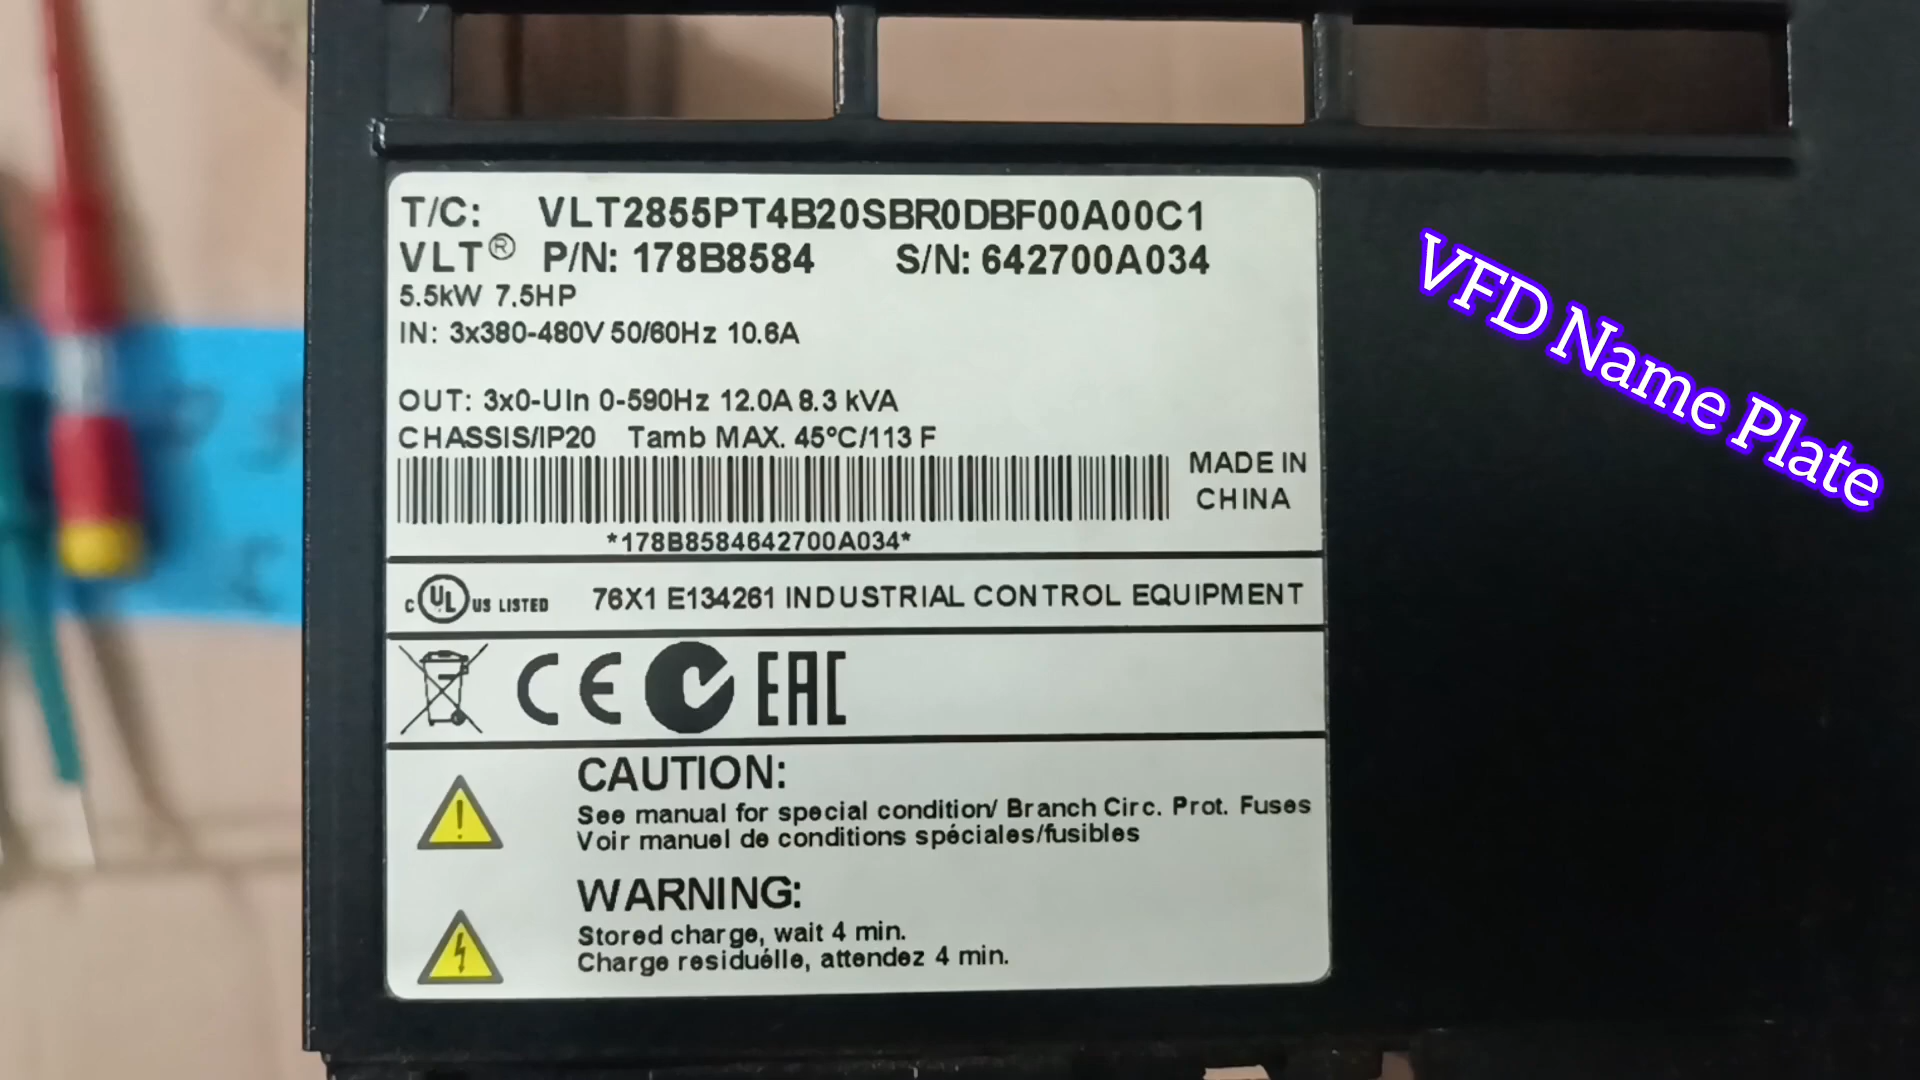 T/C: VLT2855PT4B20SBR0DBF00A00C1
VLT® P/N: 178B8584 S/N: 642700A034
5.5kW 7.5HP
IN: 3x380-480V 50/60Hz 10.6A
OUT: 3x0-UIn 0-590Hz 12.0A 8.3 kVA
CHASSIS/IP20 Tamb MAX. 45°C/113 F
MADE IN
CHINA
*178B8584642700A034*
C UL US LISTED 76X1 E134261 INDUSTRIAL CONTROL EQUIPMENT
CE EAC
CAUTION:
See manual for special condition/ Branch Circ. Prot. Fuses
Voir manuel de conditions spéciales/fusibles
WARNING:
Stored charge, wait 4 min.
Charge residuélle, attendez 4 min.
VFD Name Plate